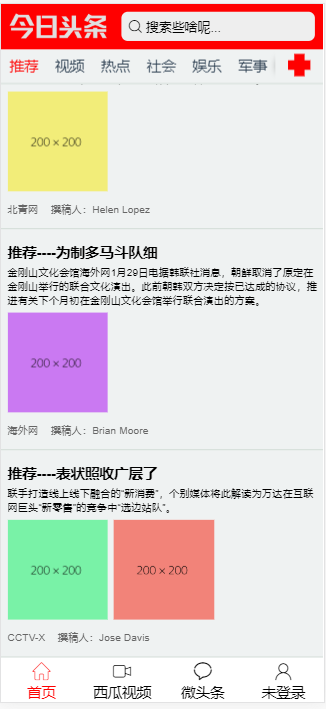 今日头条
搜索些啥呢...
推荐 视频 热点 社会 娱乐 军事
200 × 200
北青网 撰稿人：Helen Lopez
推荐----为制多马斗队细
金刚山文化会馆海外网1月29日电据韩联社消息，朝鲜取消了原定在
金刚山举行的联合文化演出。此前朝韩双方决定按已达成的协议，推
进有关下个月初在金刚山文化会馆举行联合演出的方案。
200 × 200
海外网 撰稿人：Brian Moore
推荐----表状照收广层了
联手打造线上线下融合的“新消费”，个别媒体将此解读为万达在互联
网巨头“新零售”的竞争中“选边站队”。
200 × 200 200 × 200
CCTV-X 撰稿人：Jose Davis
首页 西瓜视频 微头条 未登录